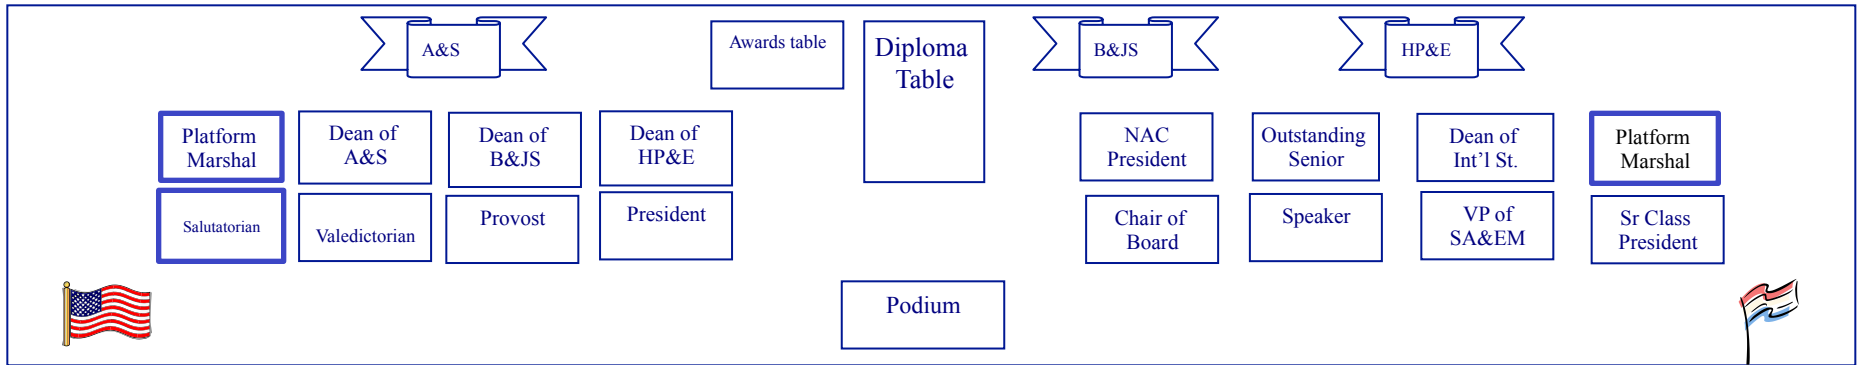 A&S
Awards table
Diploma
Table
B&JS
HP&E
Platform
Marshal
Dean of
A&S
Dean of
B&JS
Dean of
HP&E
NAC
President
Outstanding
Senior
Dean of
Int’l St.
Platform
Marshal
Salutatorian
Valedictorian
Provost
President
Chair of
Board
Speaker
VP of
SA&EM
Sr Class
President
Podium